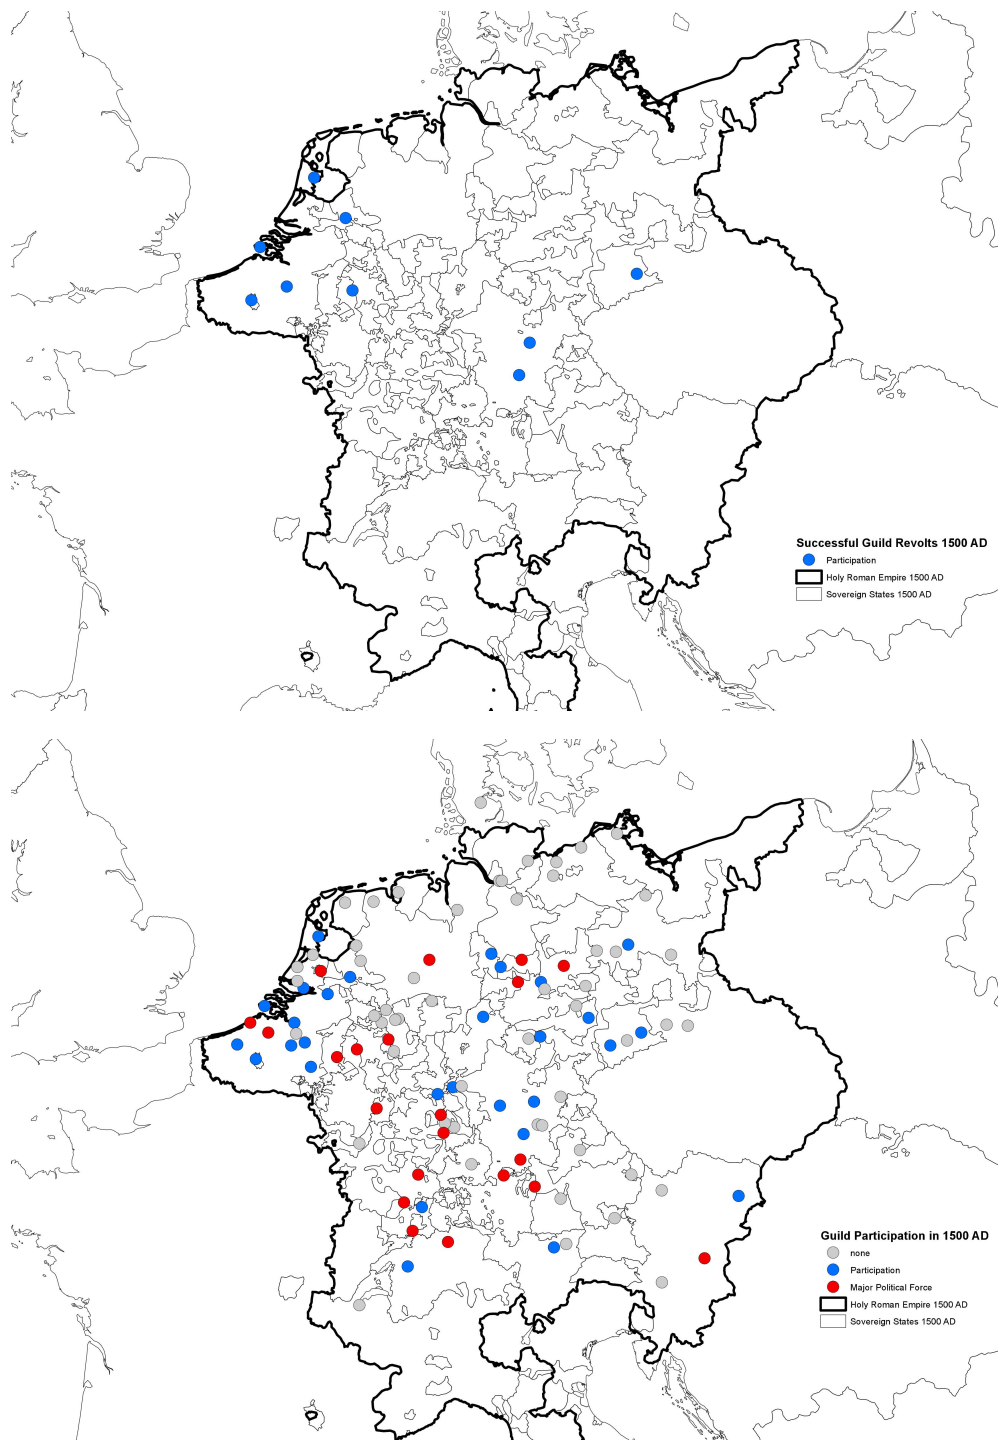 Successful Guild Revolts 1500 AD
Participation
Holy Roman Empire 1500 AD
Sovereign States 1500 AD
Guild Participation in 1500 AD
none
Participation
Major Political Force
Holy Roman Empire 1500 AD
Sovereign States 1500 AD